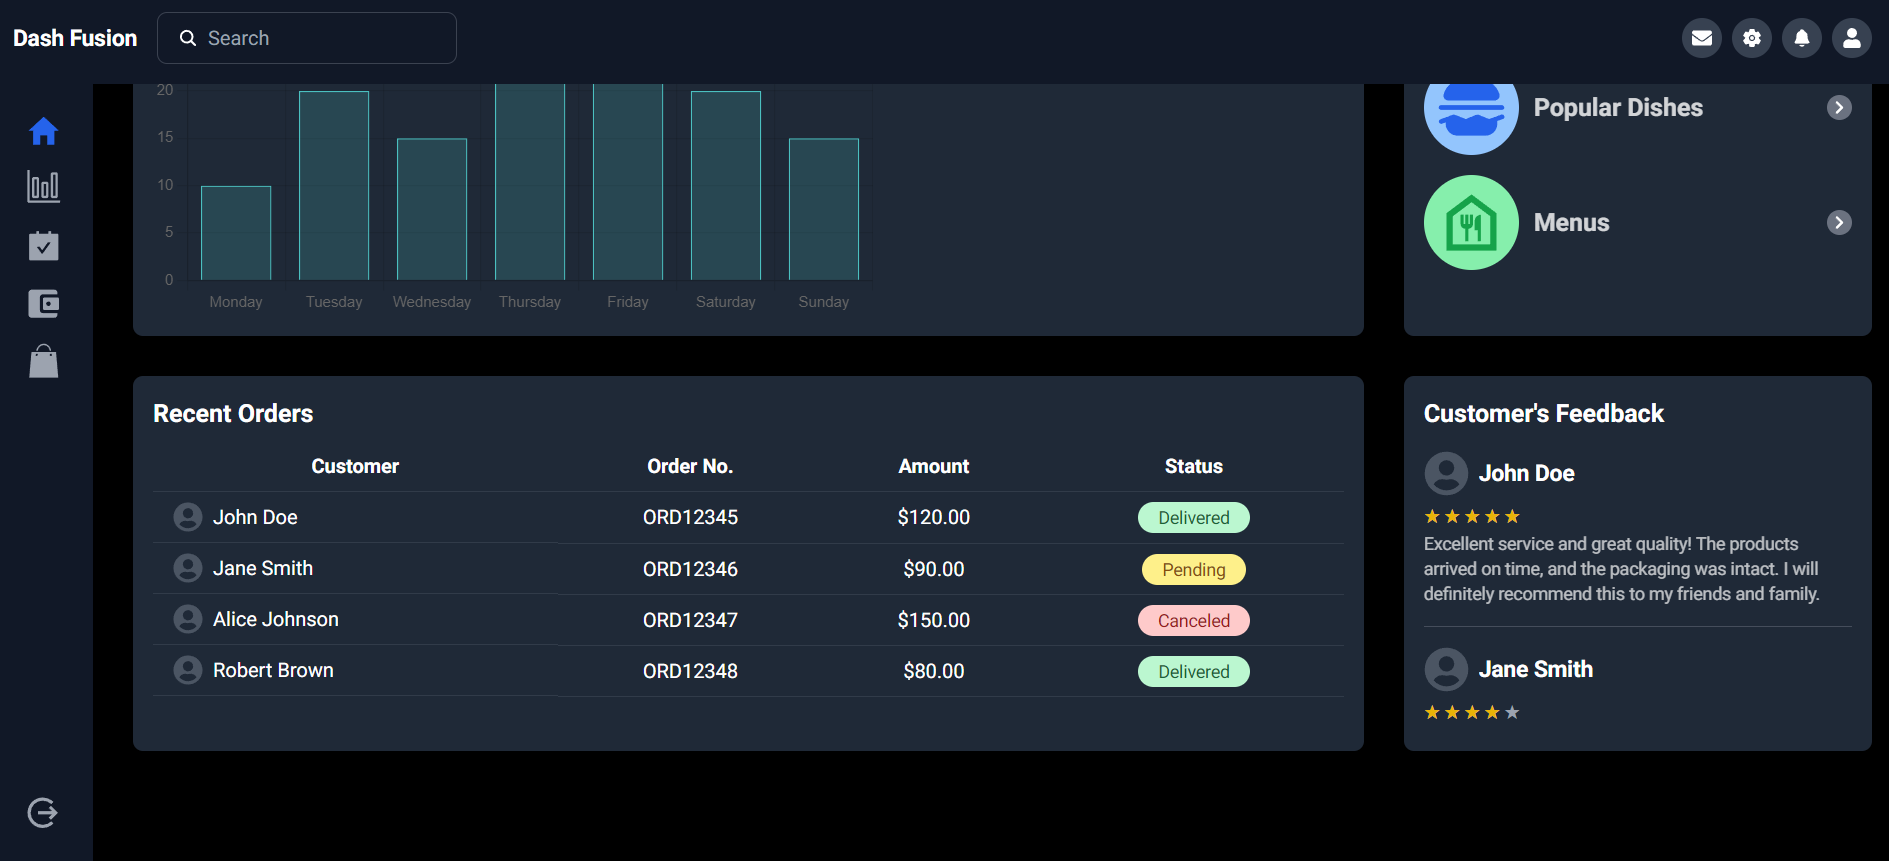 Dash Fusion
Search
20
15
10
5
0
Monday Tuesday Wednesday Thursday Friday Saturday Sunday
Popular Dishes
Menus
Recent Orders
Customer Order No. Amount Status
John Doe ORD12345 $120.00 Delivered
Jane Smith ORD12346 $90.00 Pending
Alice Johnson ORD12347 $150.00 Canceled
Robert Brown ORD12348 $80.00 Delivered
Customer's Feedback
John Doe
Excellent service and great quality! The products
arrived on time, and the packaging was intact. I will
definitely recommend this to my friends and family.
Jane Smith